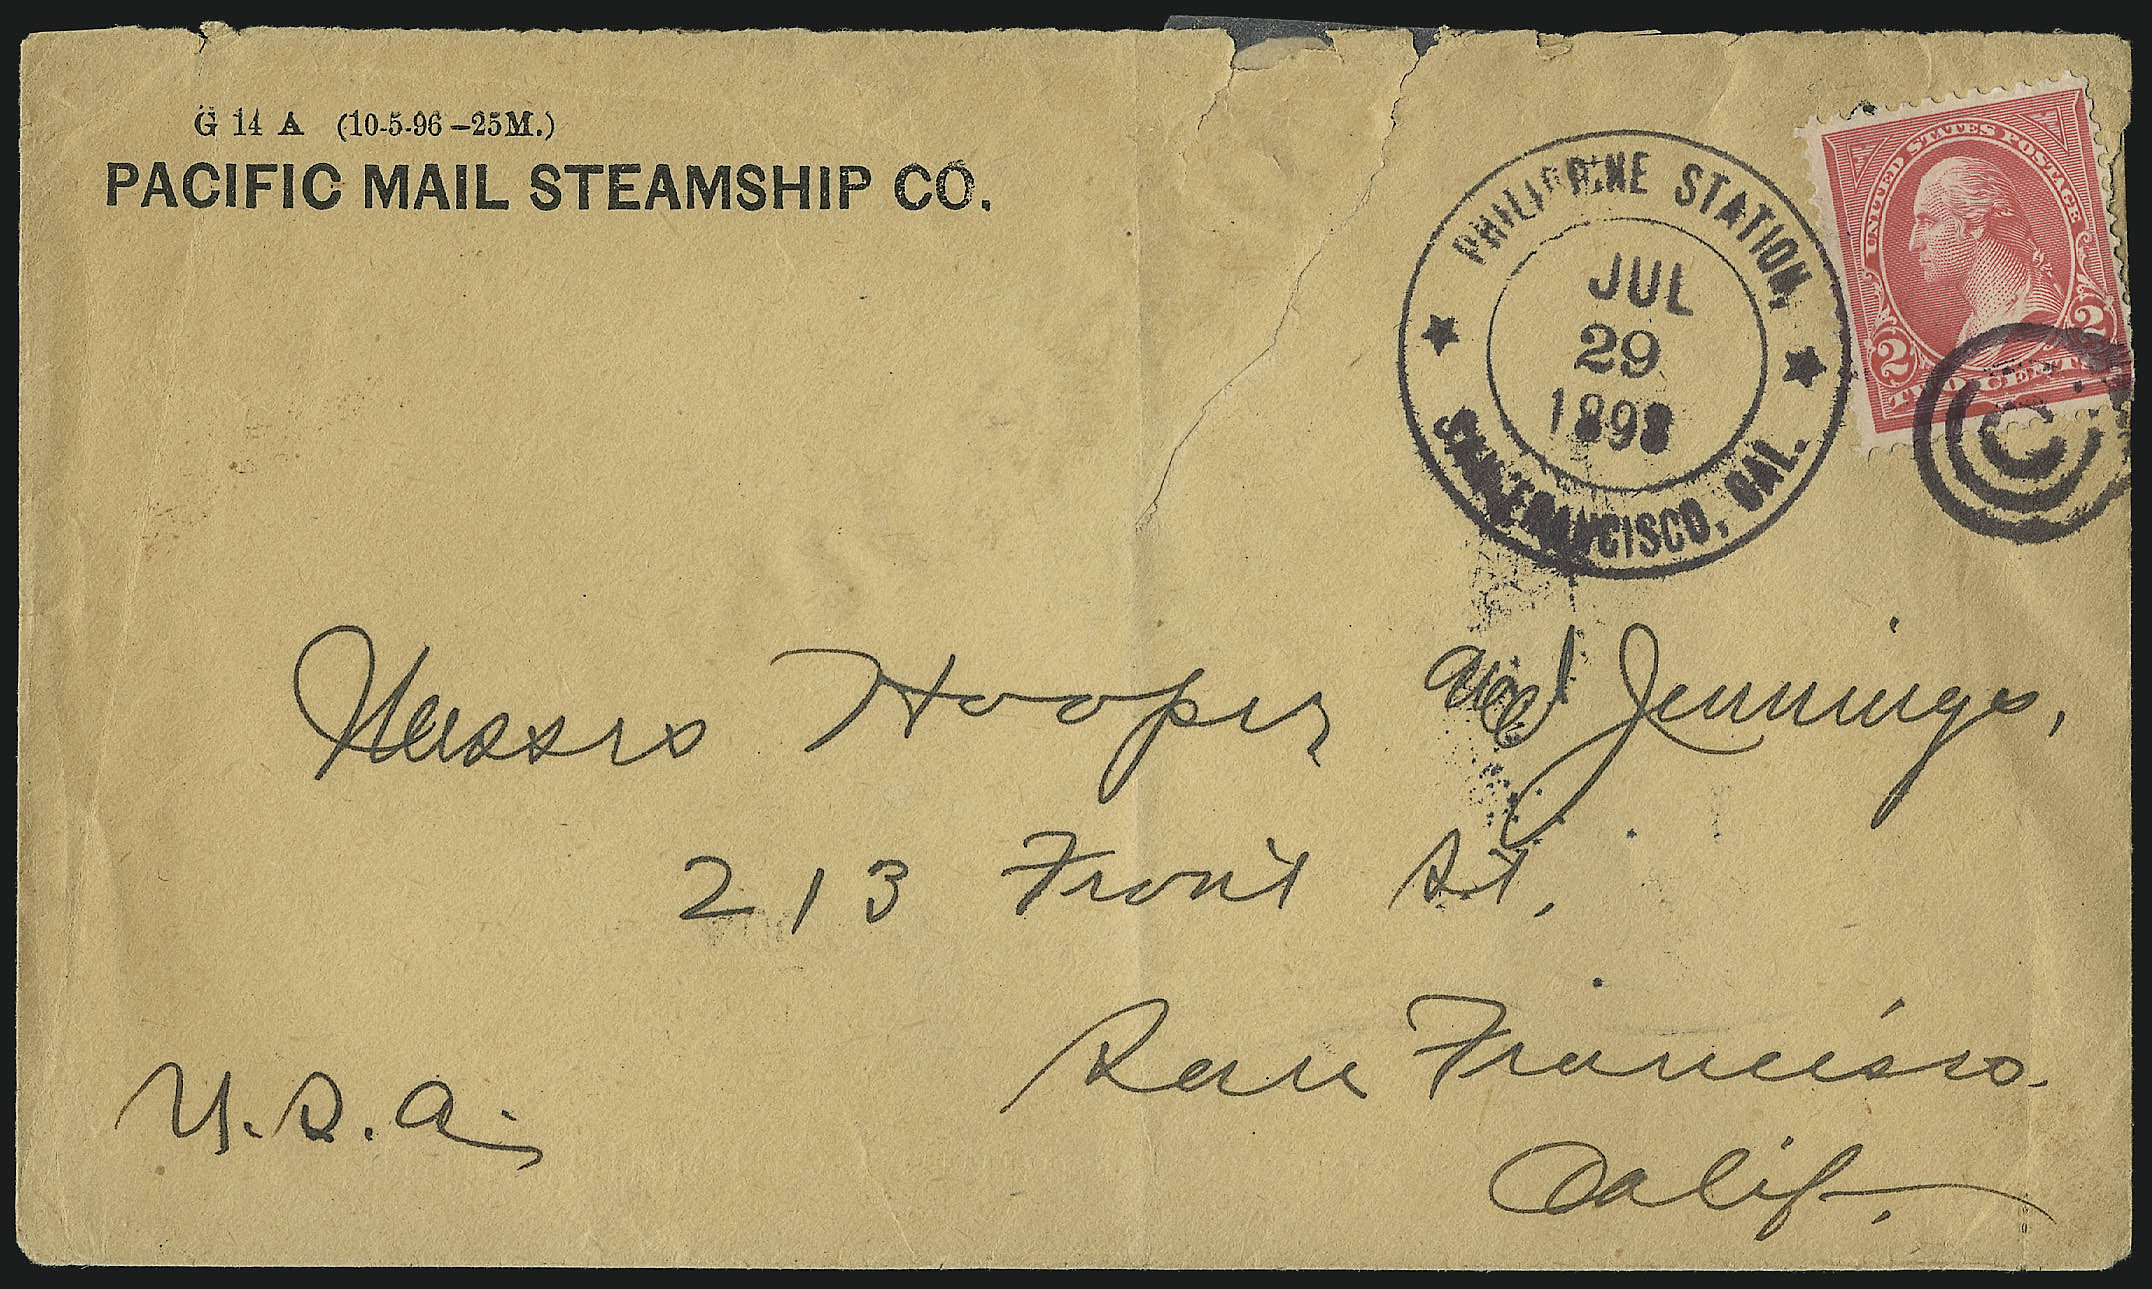 G 14 A (10-5-96-25M.)
PACIFIC MAIL STEAMSHIP CO.
PHILIPPINE STATION,
JUL
29
1898
SAN FRANCISCO, CAL.
UNITED STATES POSTAGE
2 2
TWO CENTS
Messrs Hooper and Jennings,
213 Front St.
San Francisco.
Calif.
U.S.A.